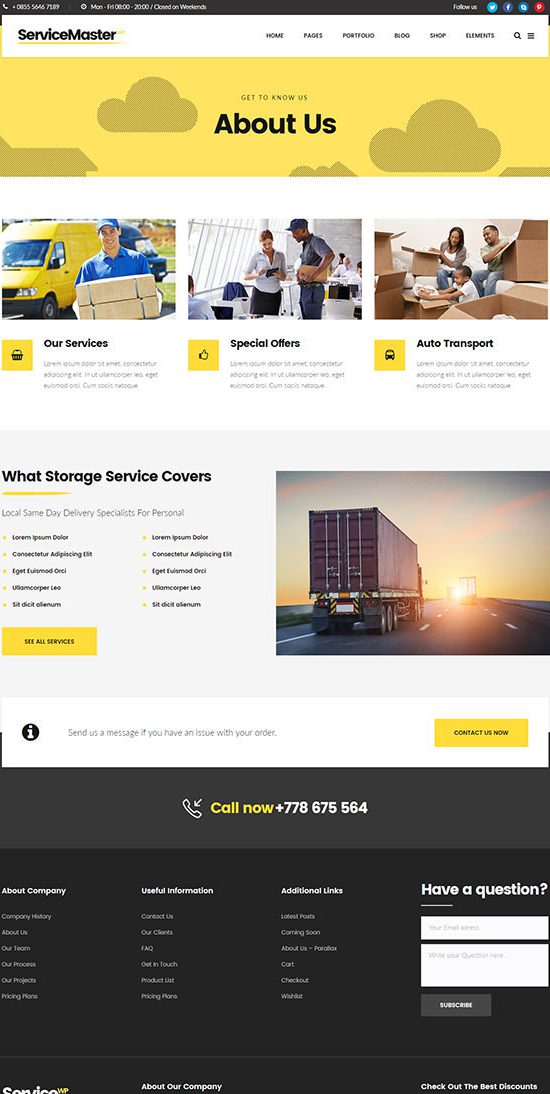 + 0855 5646 7189
Mon - Fri 08:00 - 20:00 / Closed on Weekends
Follow us
ServiceMaster
HOME PAGES PORTFOLIO BLOG SHOP ELEMENTS
GET TO KNOW US
About Us
Our Services
Lorem ipsum dolor sit amet, consectetur
adipiscing elit. In ut ullamcorper leo, eget
euismod orci. Cum sociis natoque
Special Offers
Lorem ipsum dolor sit amet, consectetur
adipiscing elit. In ut ullamcorper leo, eget
euismod orci. Cum sociis natoque
Auto Transport
Lorem ipsum dolor sit amet, consectetur
adipiscing elit. In ut ullamcorper leo, eget
euismod orci. Cum sociis natoque.
What Storage Service Covers
Local Same Day Delivery Specialists For Personal
Lorem Ipsum Dolor
Consectetur Adipiscing Elit
Eget Euismod Orci
Ullamcorper Leo
Sit dicit alienum
Lorem Ipsum Dolor
Consectetur Adipiscing Elit
Eget Euismod Orci
Ullamcorper Leo
Sit dicit alienum
SEE ALL SERVICES
Send us a message if you have an issue with your order.
CONTACT US NOW
Call now +778 675 564
About Company
Company History
About Us
Our Team
Our Process
Our Projects
Pricing Plans
Useful Information
Contact Us
Our Clients
FAQ
Get In Touch
Product List
Pricing Plans
Additional Links
Latest Posts
Coming Soon
About Us – Parallax
Cart
Checkout
Wishlist
Have a question?
Your Email adress
Write your Question here..
SUBSCRIBE
Service WP
About Our Company
Check Out The Best Discounts